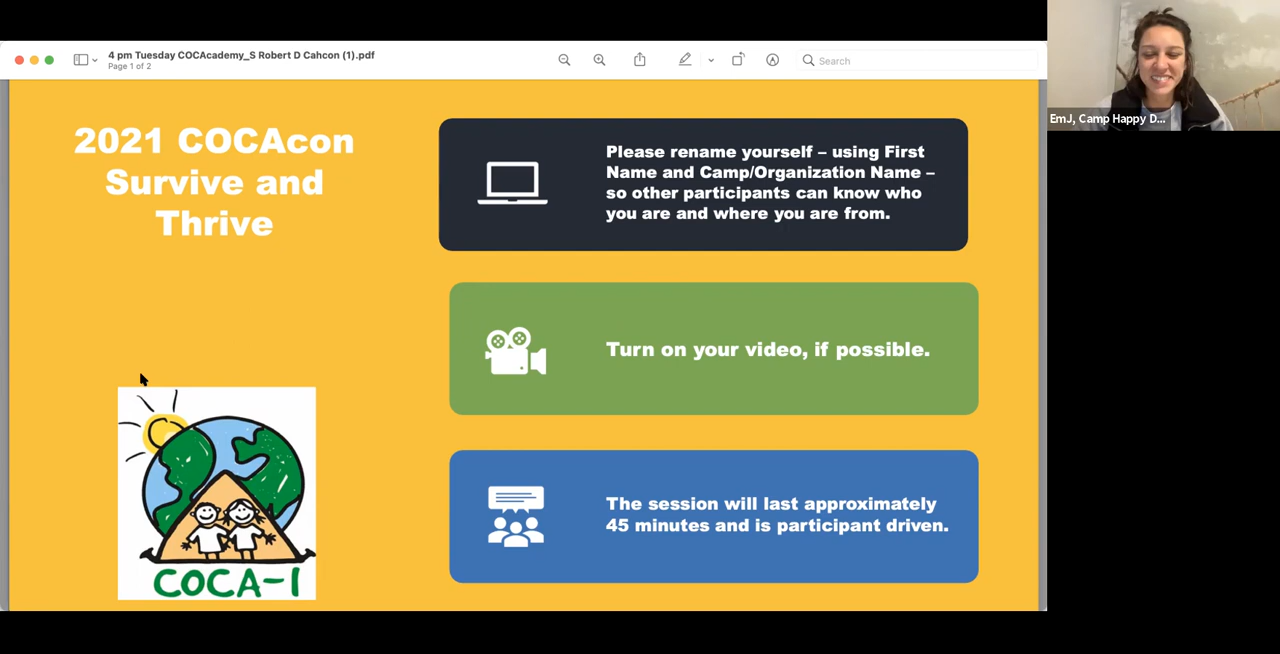 4 pm Tuesday COCAcademy_S Robert D Cahcon (1).pdf
Page 1 of 2
Search
EmJ, Camp Happy D...
2021 COCAcon
Survive and
Thrive
Please rename yourself – using First
Name and Camp/Organization Name –
so other participants can know who
you are and where you are from.
Turn on your video, if possible.
The session will last approximately
45 minutes and is participant driven.
COCA-I